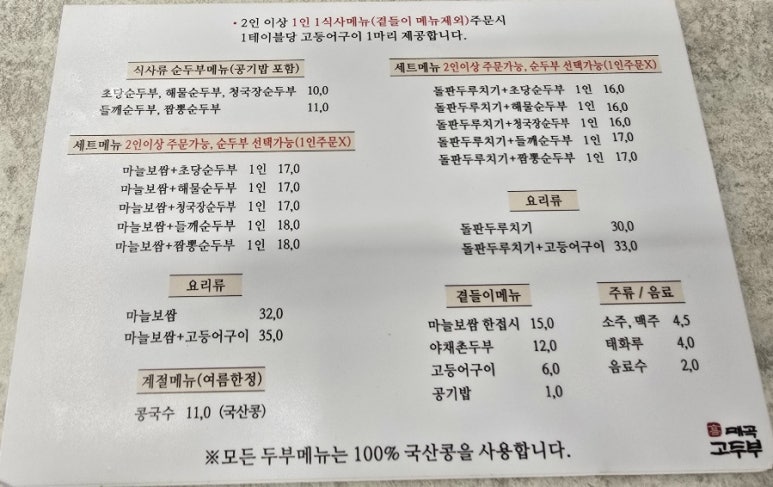 • 2인 이상 1인 1식사메뉴(곁들이 메뉴제외)주문시
1테이블당 고등어구이 1마리 제공합니다.
식사류 순두부메뉴(공기밥 포함)
초당순두부, 해물순두부, 청국장순두부 10,0
들깨순두부, 짬뽕순두부 11,0
세트메뉴 2인이상 주문가능, 순두부 선택가능(1인주문X)
마늘보쌈+초당순두부 1인 17,0
마늘보쌈+해물순두부 1인 17,0
마늘보쌈+청국장순두부 1인 17,0
마늘보쌈+들깨순두부 1인 18,0
마늘보쌈+짬뽕순두부 1인 18,0
요리류
마늘보쌈 32,0
마늘보쌈+고등어구이 35,0
계절메뉴(여름한정)
콩국수 11,0 (국산콩)
세트메뉴 2인이상 주문가능, 순두부 선택가능(1인주문X)
돌판두루치기+초당순두부 1인 16,0
돌판두루치기+해물순두부 1인 16,0
돌판두루치기+청국장순두부 1인 16,0
돌판두루치기+들깨순두부 1인 17,0
돌판두루치기+짬뽕순두부 1인 17,0
요리류
돌판두루치기 30,0
돌판두루치기+고등어구이 33,0
곁들이메뉴
마늘보쌈 한접시 15,0
야채촌두부 12,0
고등어구이 6,0
공기밥 1,0
주류 / 음료
소주, 맥주 4,5
태화루 4,0
음료수 2,0
※모든 두부메뉴는 100% 국산콩을 사용합니다.
고두부